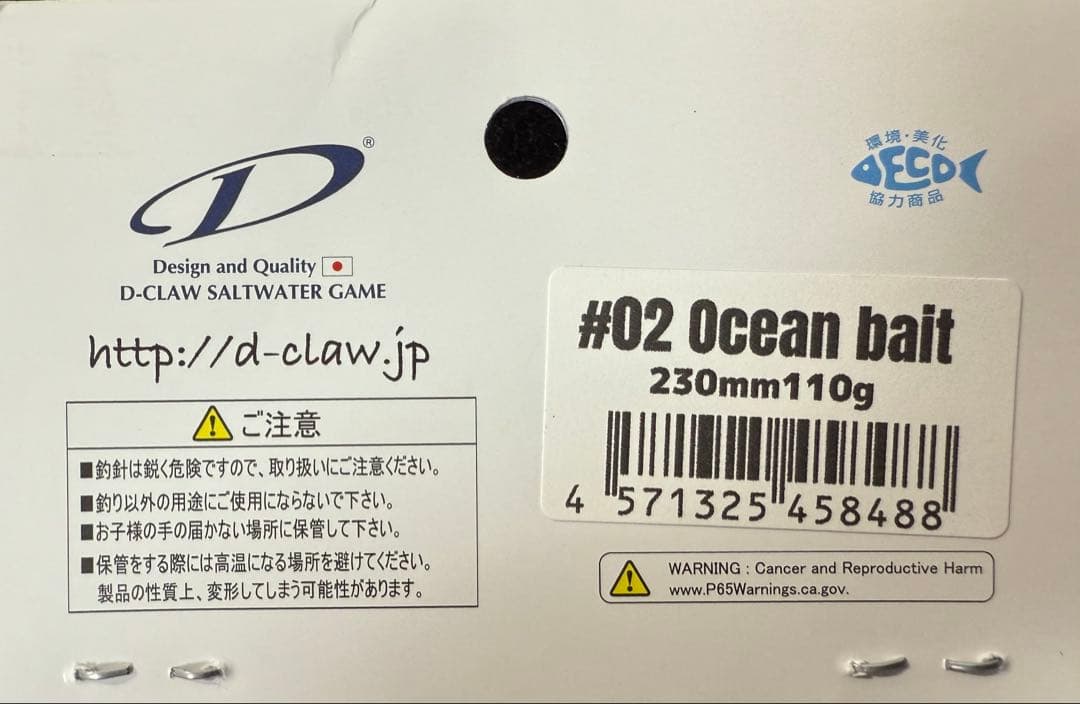 D®
Design and Quality
D-CLAW SALTWATER GAME
http://d-claw.jp
ご注意
■釣針は鋭く危険ですので、取り扱いにご注意ください。
■釣り以外の用途にご使用にならないで下さい。
■お子様の手の届かない場所に保管して下さい。
■保管をする際には高温になる場所を避けてください。
製品の性質上、変形してしまう可能性があります。
環境・美化
ECO
協力商品
#02 Ocean bait
230mm110g
4 571325 458488
WARNING : Cancer and Reproductive Harm
www.P65Warnings.ca.gov.